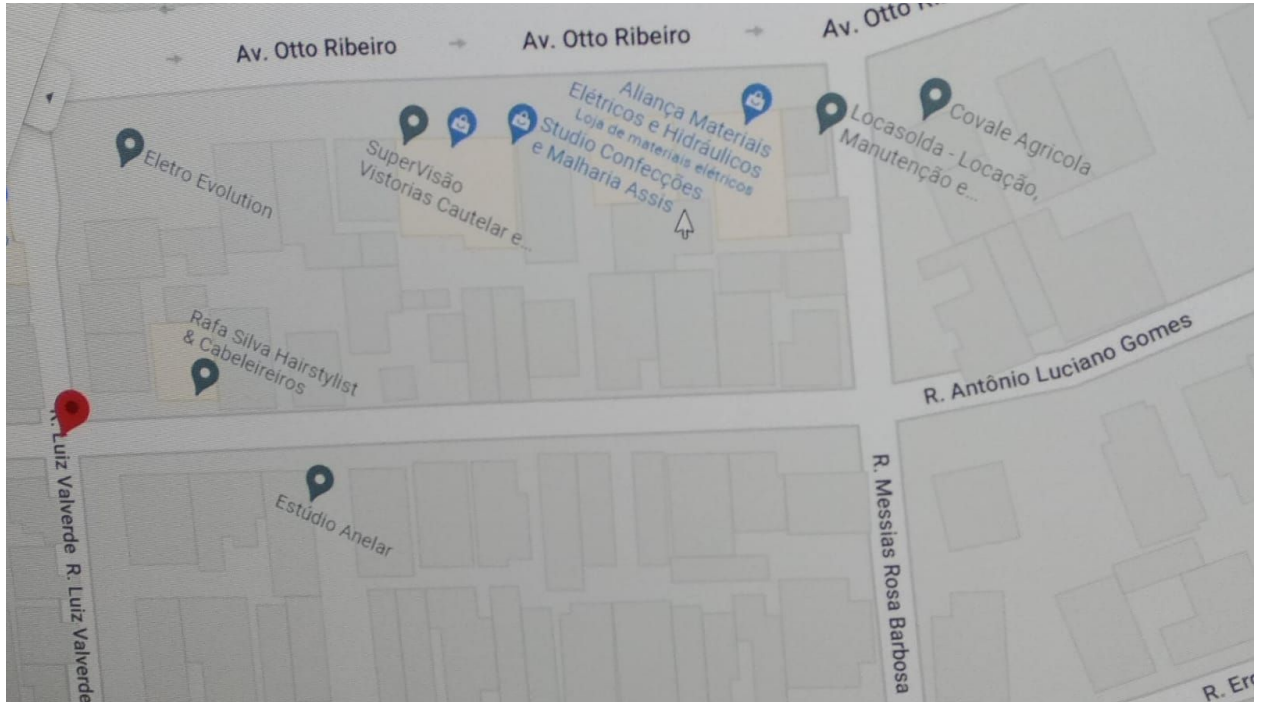 Av. Otto Ribeiro
Av. Otto Ribeiro
Av. Otto
Eletro Evolution
SuperVisão
Vistorias Cautelar e...
Aliança Materiais
Elétricos e Hidráulicos
Loja de materiais elétricos
Studio Confecções
e Malharia Assis
Locasolda - Locação,
Manutenção e...
Covale Agricola
Rafa Silva Hairstylist
& Cabeleireiros
R. Antônio Luciano Gomes
R. Luiz Valverde
R. Luiz Valverde
Estúdio Anelar
R. Messias Rosa Barbosa
R.